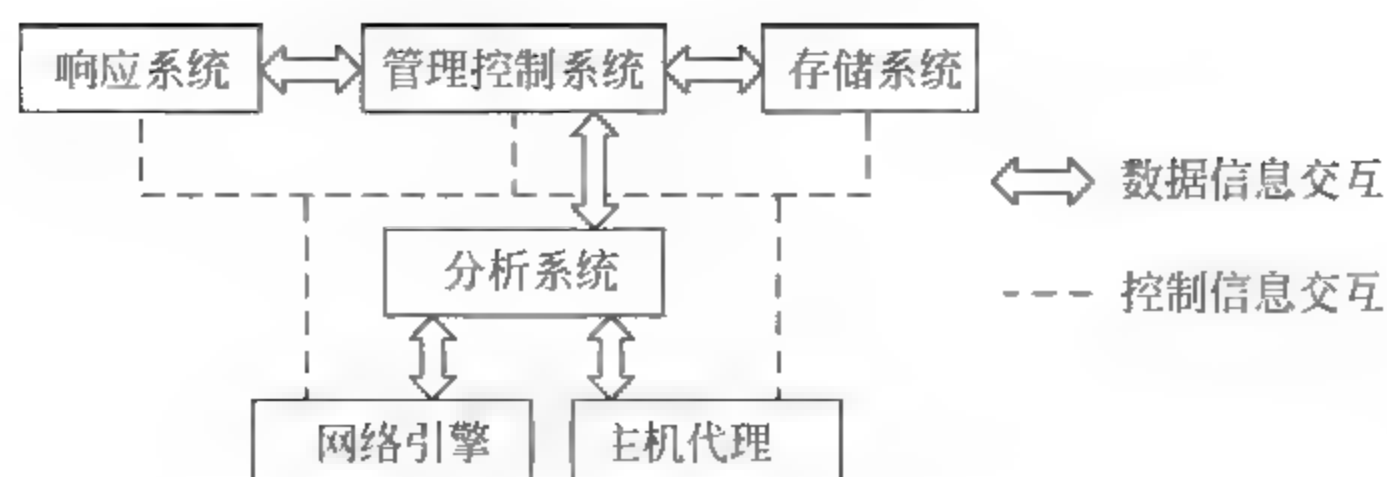 响应系统
管理控制系统
存储系统
数据信息交互
分析系统
控制信息交互
网络引擎
主机代理